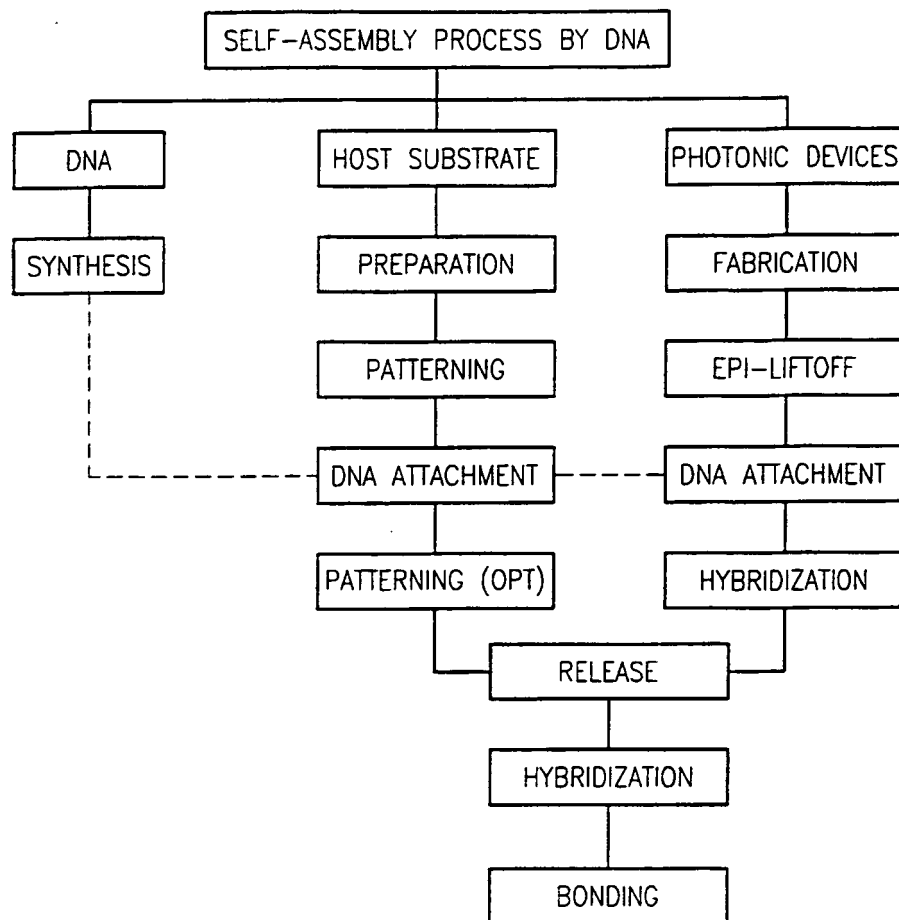 SELF-ASSEMBLY PROCESS BY DNA
DNA
HOST SUBSTRATE
PHOTONIC DEVICES
SYNTHESIS
PREPARATION
FABRICATION
PATTERNING
EPI-LIFTOFF
DNA ATTACHMENT
DNA ATTACHMENT
PATTERNING (OPT)
HYBRIDIZATION
RELEASE
HYBRIDIZATION
BONDING